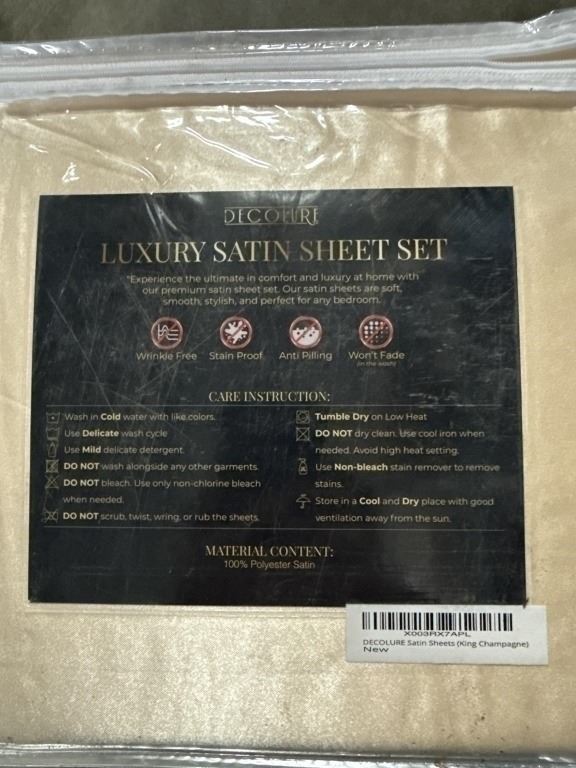 DECOLURE
LUXURY SATIN SHEET SET
"Experience the ultimate in comfort and luxury at home with
our premium satin sheet set. Our satin sheets are soft,
smooth, stylish, and perfect for any bedroom.
Wrinkle Free
Stain Proof
Anti Pilling
Won't Fade
(in the wash)
CARE INSTRUCTION:
Wash in Cold water with like colors.
Use Delicate wash cycle
Use Mild delicate detergent.
DO NOT wash alongside any other garments.
DO NOT bleach. Use only non-chlorine bleach
when needed.
DO NOT scrub, twist, wring, or rub the sheets.
Tumble Dry on Low Heat
DO NOT dry clean. Use cool iron when
needed. Avoid high heat setting.
Use Non-bleach stain remover to remove
stains.
Store in a Cool and Dry place with good
ventilation away from the sun.
MATERIAL CONTENT:
100% Polyester Satin
X003RX7APL
DECOLURE Satin Sheets (King Champagne)
New